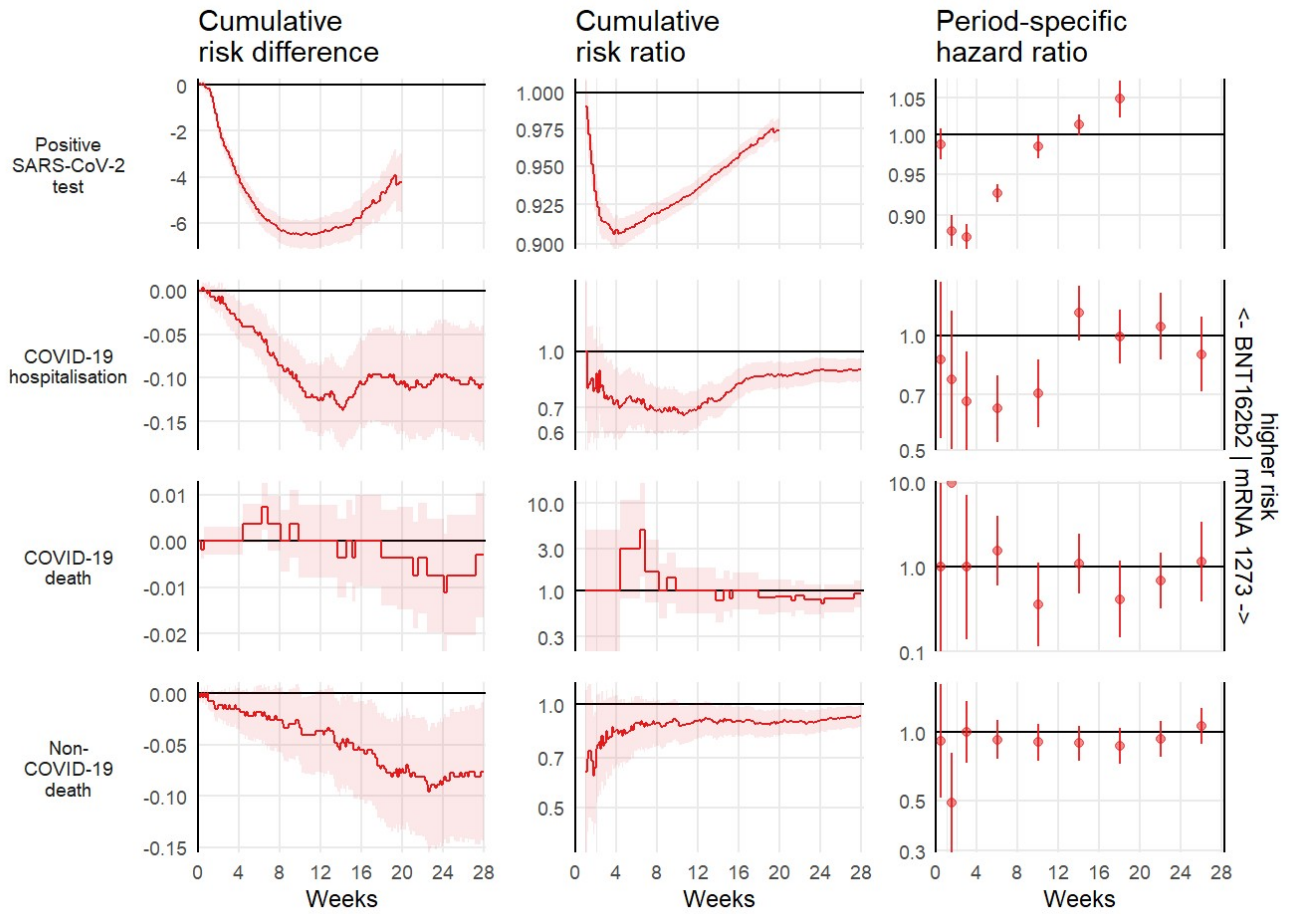 Cumulative
risk difference
Cumulative
risk ratio
Period-specific
hazard ratio
Positive
SARS-CoV-2
test
0
-2
-4
-6
1.000
0.975
0.950
0.925
0.900
1.05
1.00
0.95
0.90
COVID-19
hospitalisation
0.00
-0.05
-0.10
-0.15
1.0
0.7
0.6
1.0
0.7
0.5
COVID-19
death
0.01
0.00
-0.01
-0.02
10.0
3.0
1.0
0.3
10.0
1.0
0.1
Non-
COVID-19
death
0.00
-0.05
-0.10
-0.15
1.0
0.7
0.5
1.0
0.5
0.3
0 4 8 12 16 20 24 28
Weeks
0 4 8 12 16 20 24 28
Weeks
0 4 8 12 16 20 24 28
Weeks
higher risk
<- BNT162b2 | mRNA 1273 ->